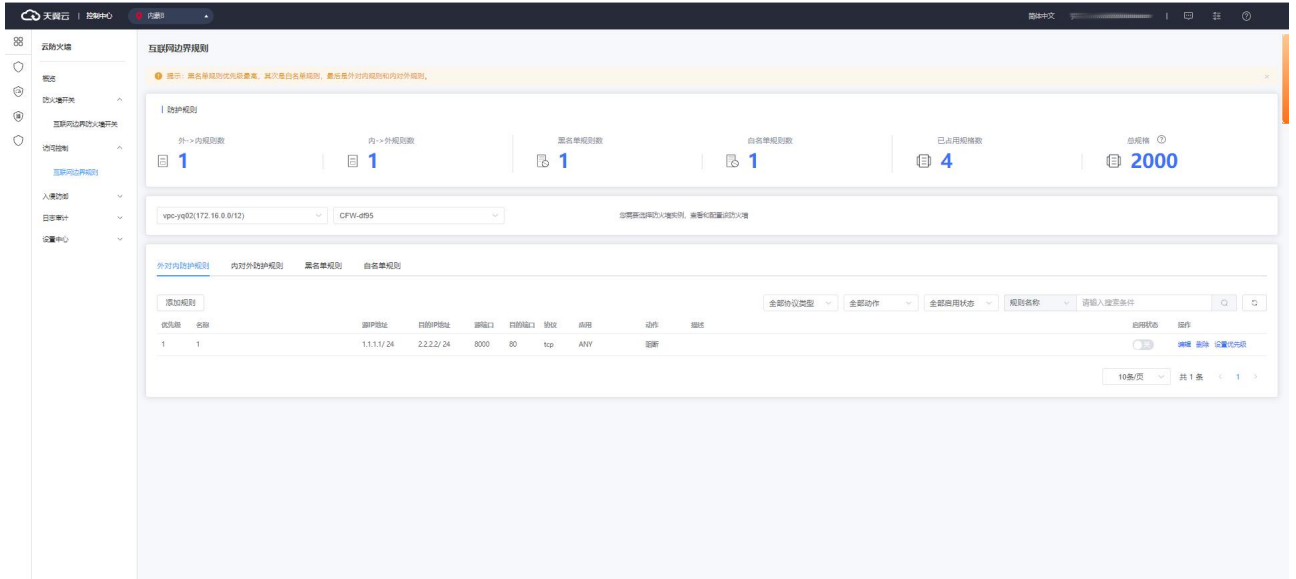 天翼云 | 控制中心 内蒙8 简体中文
云防火墙
概览
防火墙开关
互联网边界防火墙开关
访问控制
互联网边界规则
入侵防御
日志审计
设置中心
互联网边界规则
提示:黑名单规则优先级最高,其次是白名单规则,最后是外对内规则和内对外规则。
防护规则
外->内规则数 内->外规则数 黑名单规则数 白名单规则数 已占用规格数 总规格
1 1 1 1 4 2000
vpc-yq02(172.16.0.0/12) CFW-df95 您需要选择防火墙实例,查看和配置该防火墙
外对内防护规则 内对外防护规则 黑名单规则 白名单规则
添加规则 全部协议类型 全部动作 全部启用状态 规则名称 请输入搜索条件
优先级 名称 源IP地址 目的IP地址 源端口 目的端口 协议 应用 动作 描述 启用状态 操作
1 1 1.1.1.1/ 24 2.2.2.2/ 24 8000 80 tcp ANY 阻断 编辑 删除 设置优先级
10条/页 共 1 条 < 1 >